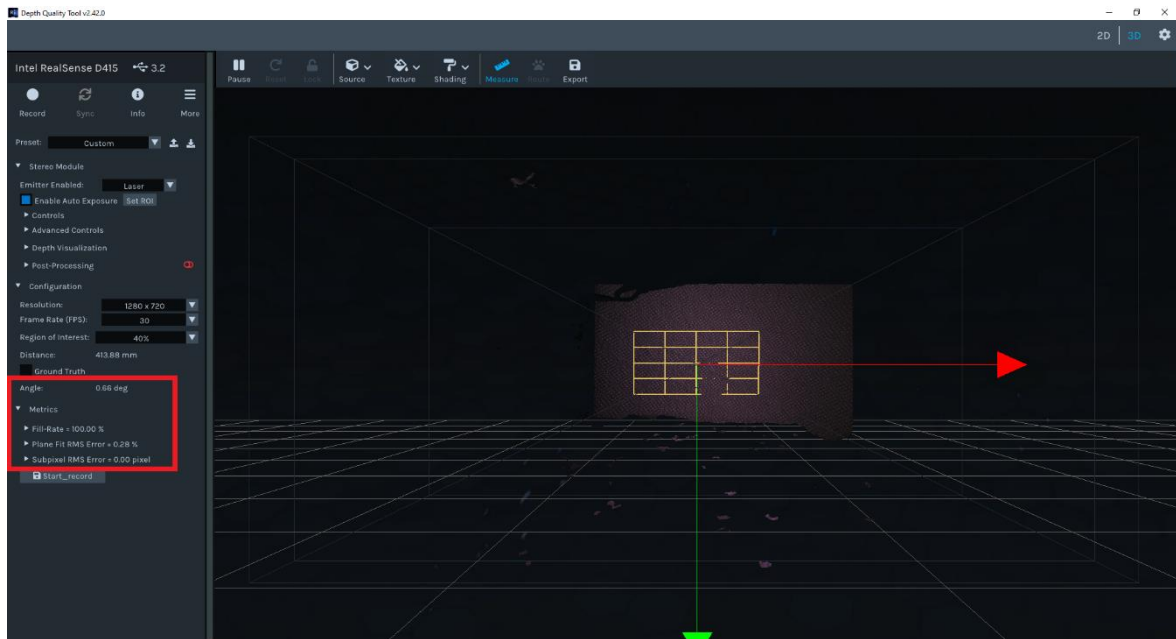 Depth Quality Tool v2.42.0
2D 3D
Intel RealSense D415 3.2
Record Sync Info More
Pause Reset Lock Source Texture Shading Measure Route Export
Preset: Custom
Stereo Module
Emitter Enabled: Laser
Enable Auto Exposure Set ROI
Controls
Advanced Controls
Depth Visualization
Post-Processing
Configuration
Resolution: 1280 x 720
Frame Rate (FPS): 30
Region of Interest: 40%
Distance: 413.88 mm
Ground Truth
Angle: 0.66 deg
Metrics
Fill-Rate = 100.00 %
Plane Fit RMS Error = 0.28 %
Subpixel RMS Error = 0.00 pixel
Start_record